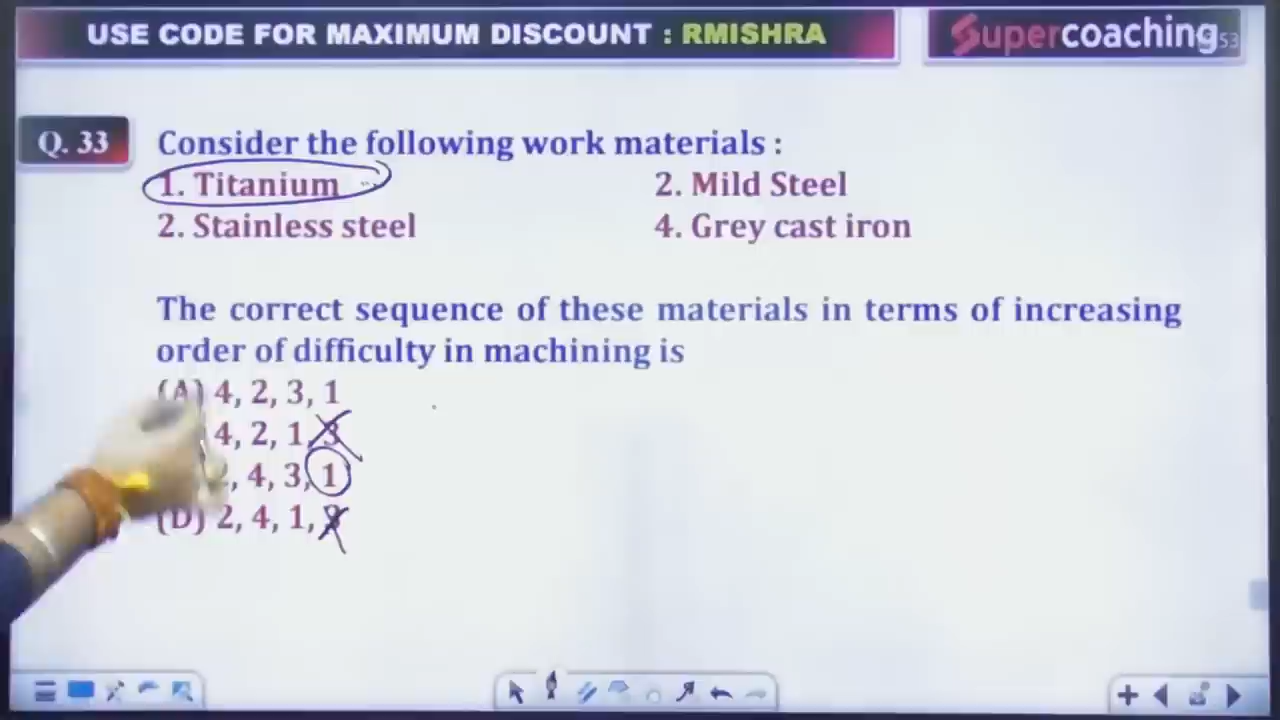 USE CODE FOR MAXIMUM DISCOUNT : RMISHRA
Supercoaching 53
Q. 33
Consider the following work materials :
1. Titanium 2. Mild Steel
2. Stainless steel 4. Grey cast iron
The correct sequence of these materials in terms of increasing
order of difficulty in machining is
(A) 4, 2, 3, 1
4, 2, 1, 3
2, 4, 3, 1
(D) 2, 4, 1, 3